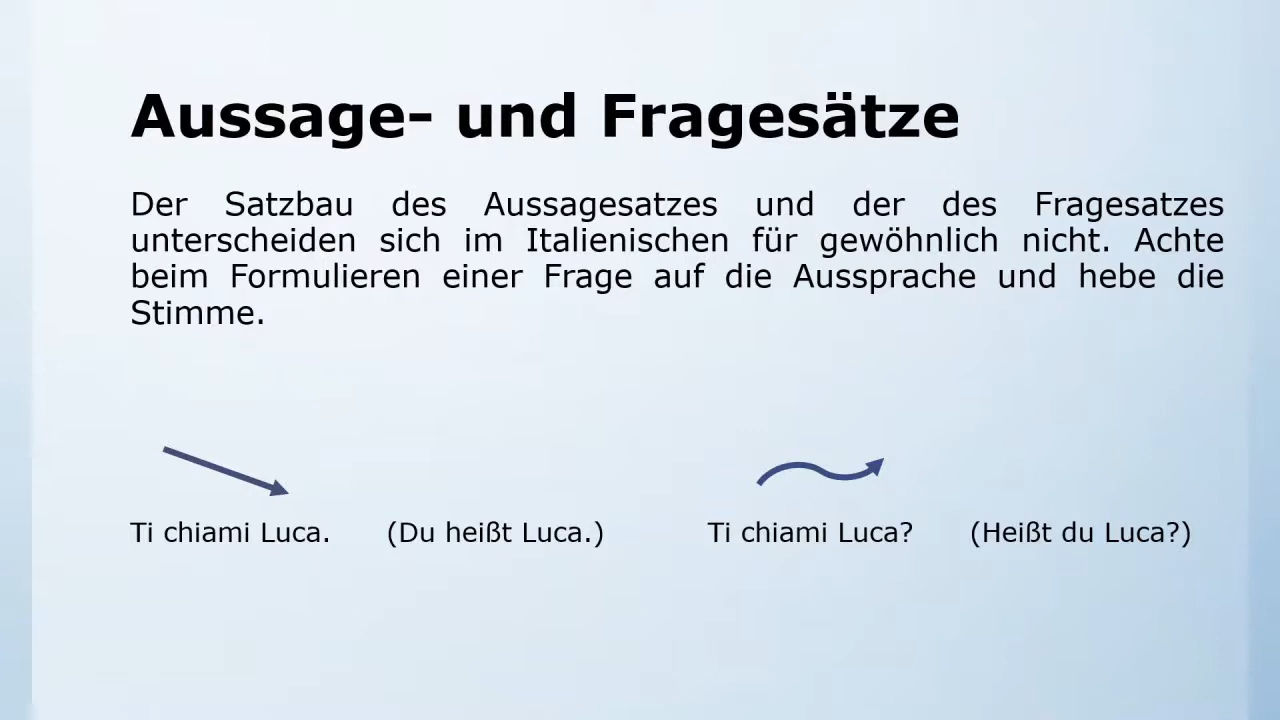 Aussage- und Fragesätze
Der Satzbau des Aussagesatzes und der des Fragesatzes
unterscheiden sich im Italienischen für gewöhnlich nicht. Achte
beim Formulieren einer Frage auf die Aussprache und hebe die
Stimme.
Ti chiami Luca. (Du heißt Luca.) Ti chiami Luca? (Heißt du Luca?)